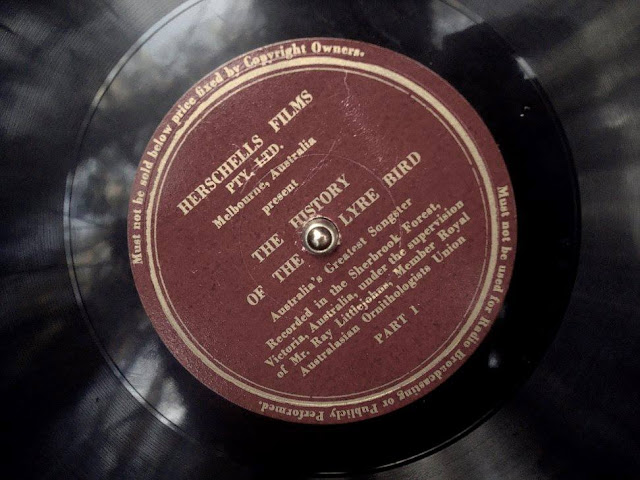 Must not be sold below price fixed by Copyright Owners.
HERSCHELLS FILMS
PTY. LTD.
Melbourne, Australia
present
THE HISTORY
OF THE LYRE BIRD
Australia's Greatest Songster
Recorded in the Sherbrook Forest,
Victoria, Australia, under the supervision
of Mr. Ray Littlejohns, Member Royal
Australasian Ornithologists Union
PART 1
Must not be used for Radio Broadcasting or Publicly Performed.